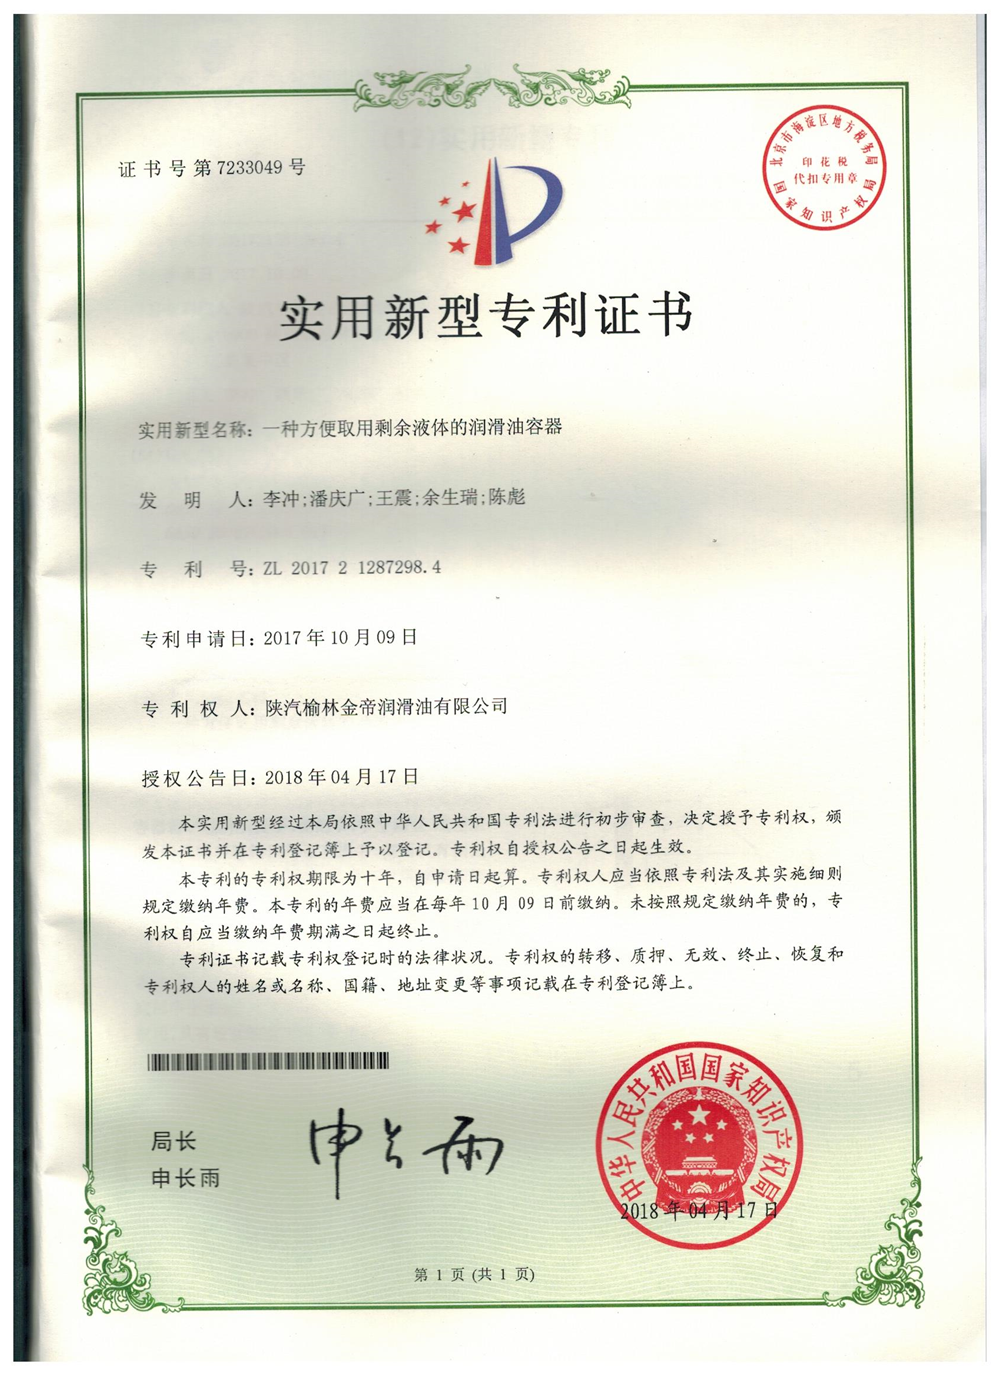 证书号第7233049号
北京市海淀区地方税务局
印花税
代扣专用章
国家知识产权局
实用新型专利证书
实用新型名称：一种方便取用剩余液体的润滑油容器
发明人：李冲;潘庆广;王震;余生瑞;陈彪
专利号：ZL 2017 2 1287298.4
专利申请日：2017年10月09日
专利权人：陕汽榆林金帝润滑油有限公司
授权公告日：2018年04月17日
本实用新型经过本局依照中华人民共和国专利法进行初步审查，决定授予专利权，颁
发本证书并在专利登记簿上予以登记。专利权自授权公告之日起生效。
本专利的专利权期限为十年，自申请日起算。专利权人应当依照专利法及其实施细则
规定缴纳年费。本专利的年费应当在每年10月09日前缴纳。未按照规定缴纳年费的，专
利权自应当缴纳年费期满之日起终止。
专利证书记载专利权登记时的法律状况。专利权的转移、质押、无效、终止、恢复和
专利权人的姓名或名称、国籍、地址变更等事项记载在专利登记簿上。
局长
申长雨
申长雨
中华人民共和国国家知识产权局
2018年04月17日
第1页(共1页)